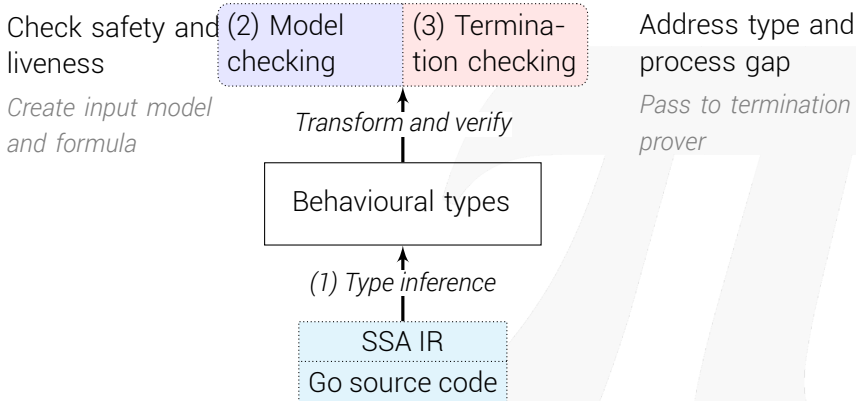 Check safety and
liveness
Create input model
and formula
(2) Model
checking
(3) Termina-
tion checking
Address type and
process gap
Pass to termination
prover
Transform and verify
Behavioural types
(1) Type inference
SSA IR
Go source code